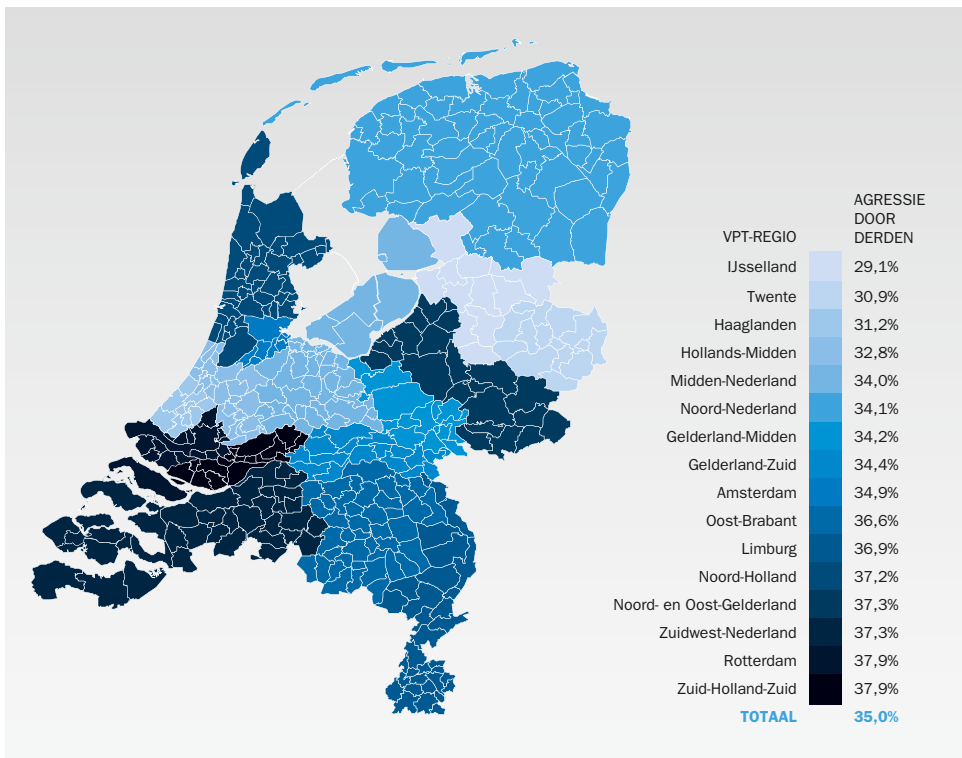 AGRESSIE
DOOR
VPT-REGIO DERDEN
IJsselland 29,1%
Twente 30,9%
Haaglanden 31,2%
Hollands-Midden 32,8%
Midden-Nederland 34,0%
Noord-Nederland 34,1%
Gelderland-Midden 34,2%
Gelderland-Zuid 34,4%
Amsterdam 34,9%
Oost-Brabant 36,6%
Limburg 36,9%
Noord-Holland 37,2%
Noord- en Oost-Gelderland 37,3%
Zuidwest-Nederland 37,3%
Rotterdam 37,9%
Zuid-Holland-Zuid 37,9%
TOTAAL 35,0%